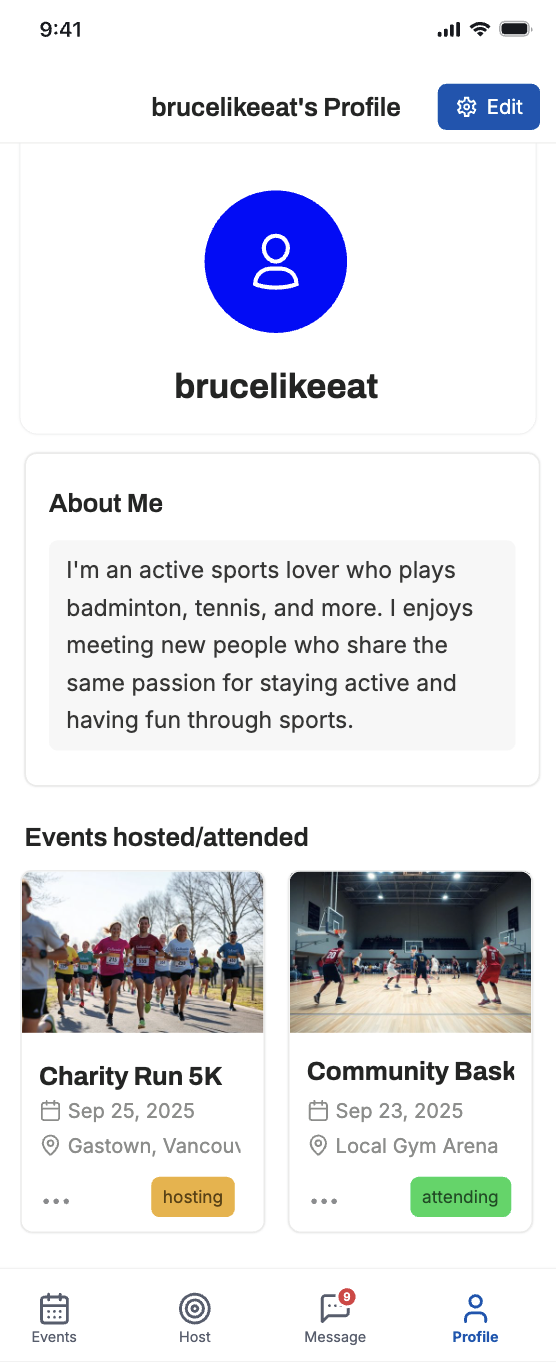 9:41
brucelikeeat's Profile
Edit
brucelikeeat
About Me
I'm an active sports lover who plays
badminton, tennis, and more. I enjoys
meeting new people who share the
same passion for staying active and
having fun through sports.
Events hosted/attended
Charity Run 5K
Sep 25, 2025
Gastown, Vancouv
hosting
Community Bask
Sep 23, 2025
Local Gym Arena
attending
Events
Host
9
Message
Profile